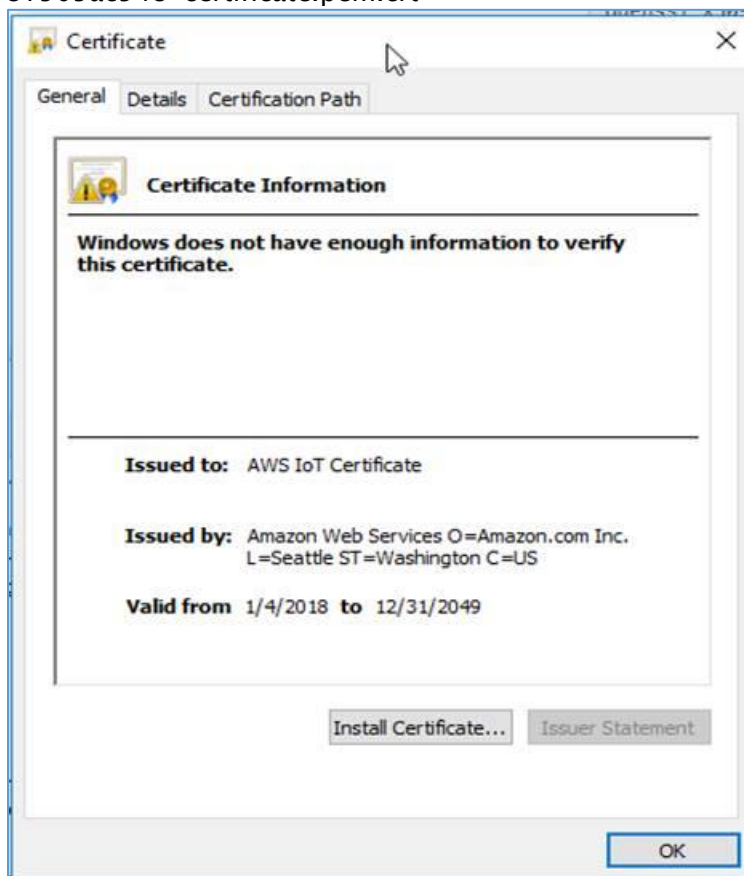 Certificate
General Details Certification Path
Certificate Information
Windows does not have enough information to verify
this certificate.
Issued to: AWS IoT Certificate
Issued by: Amazon Web Services O=Amazon.com Inc.
L=Seattle ST=Washington C=US
Valid from 1/4/2018 to 12/31/2049
Install Certificate... Issuer Statement
OK